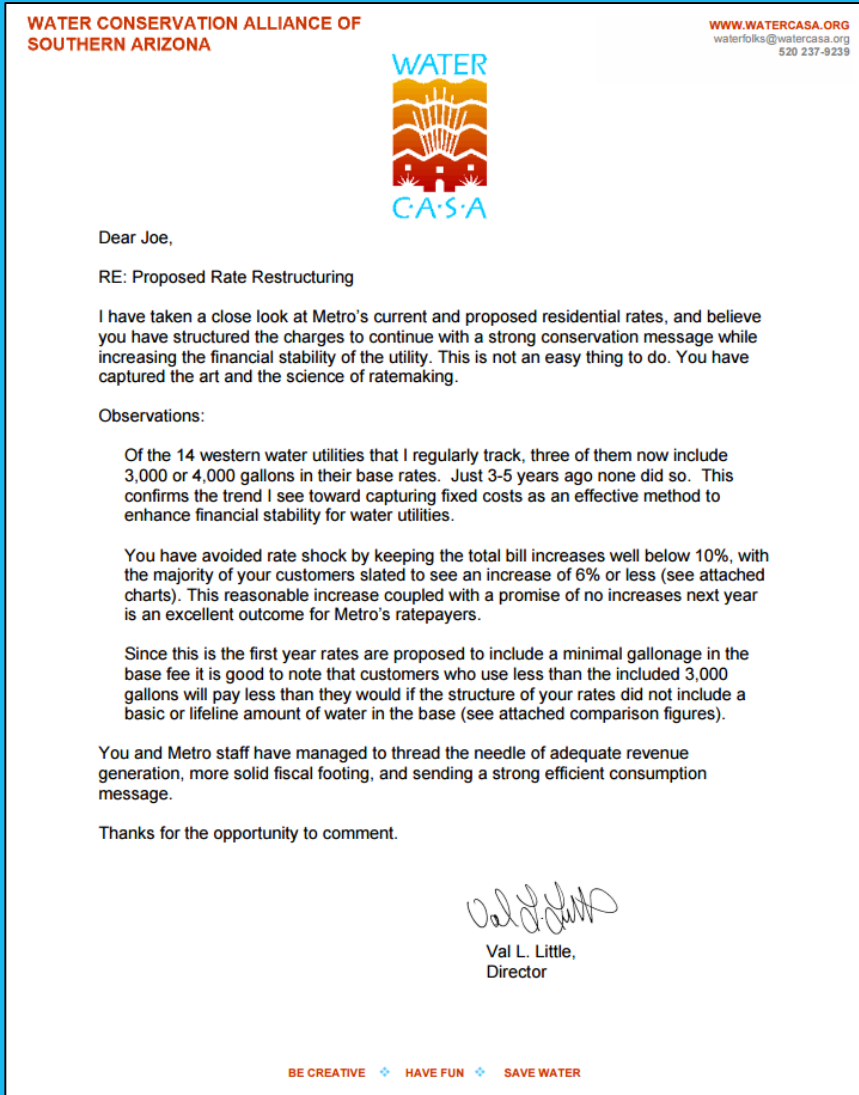 WATER CONSERVATION ALLIANCE OF
SOUTHERN ARIZONA
WWW.WATERCASA.ORG
waterfolks@watercasa.org
520 237-9239
WATER
C·A·S·A
Dear Joe,
RE: Proposed Rate Restructuring
I have taken a close look at Metro's current and proposed residential rates, and believe
you have structured the charges to continue with a strong conservation message while
increasing the financial stability of the utility. This is not an easy thing to do. You have
captured the art and the science of ratemaking.
Observations:
Of the 14 western water utilities that I regularly track, three of them now include
3,000 or 4,000 gallons in their base rates.  Just 3-5 years ago none did so.  This
confirms the trend I see toward capturing fixed costs as an effective method to
enhance financial stability for water utilities.
You have avoided rate shock by keeping the total bill increases well below 10%, with
the majority of your customers slated to see an increase of 6% or less (see attached
charts). This reasonable increase coupled with a promise of no increases next year
is an excellent outcome for Metro's ratepayers.
Since this is the first year rates are proposed to include a minimal gallonage in the
base fee it is good to note that customers who use less than the included 3,000
gallons will pay less than they would if the structure of your rates did not include a
basic or lifeline amount of water in the base (see attached comparison figures).
You and Metro staff have managed to thread the needle of adequate revenue
generation, more solid fiscal footing, and sending a strong efficient consumption
message.
Thanks for the opportunity to comment.
Val L. Little
Val L. Little,
Director
BE CREATIVE ❖ HAVE FUN ❖ SAVE WATER